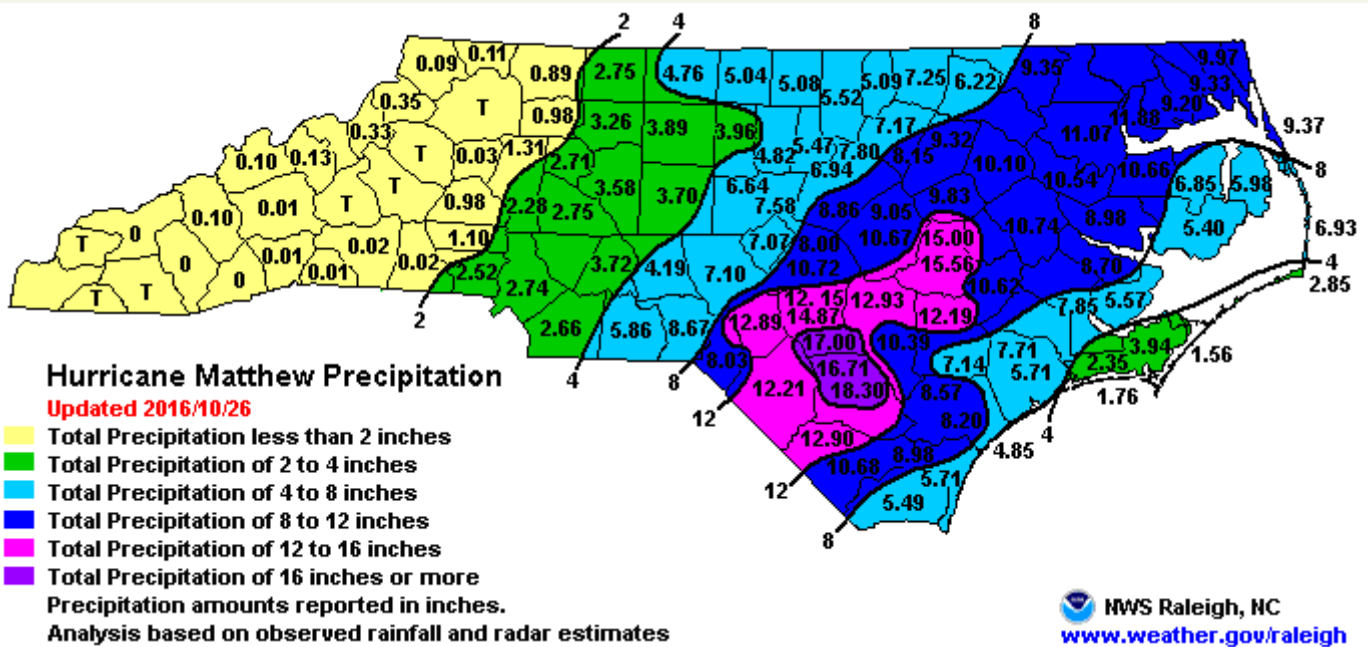 2 4 8
0.09 0.11 0.89 2.75 4.76 5.04 5.08 5.09 7.25 6.22 9.35 9.97
9.33
0.35 T 0.98 5.52 9.20
0.33 3.26 3.89 3.96 7.17 9.32 11.07 11.88 9.37
0.10 0.13 T 0.03 1.31 2.71 4.82 5.47 7.80 8.15 10.10 10.66 8
T 3.58 6.64 6.94 10.54 6.85 5.98
0.10 0.01 T 0.98 2.28 2.75 3.70 7.58 8.86 9.05 9.83 10.74 8.98 5.40 6.93
T 0 0.02 1.10 7.07 8.00 10.67 15.00
0 0.01 0.01 0.02 2.52 3.72 4.19 7.10 10.72 15.56 8.70 4
T T 0 2.74 10.62 2.85
2 12.15 12.93 7.85 5.57
2.66 5.86 8.67 12.89 14.87 12.19
17.00 10.39 7.71 3.94
4 8 8.03 16.71 7.14 5.71 2.35 1.56
12 12.21 18.30 8.57 1.76
8.20 4
12.90 8.98 4.85
12 10.68 5.71
5.49
8
Hurricane Matthew Precipitation
Updated 2016/10/26
Total Precipitation less than 2 inches
Total Precipitation of 2 to 4 inches
Total Precipitation of 4 to 8 inches
Total Precipitation of 8 to 12 inches
Total Precipitation of 12 to 16 inches
Total Precipitation of 16 inches or more
Precipitation amounts reported in inches.
Analysis based on observed rainfall and radar estimates
NWS Raleigh, NC
www.weather.gov/raleigh